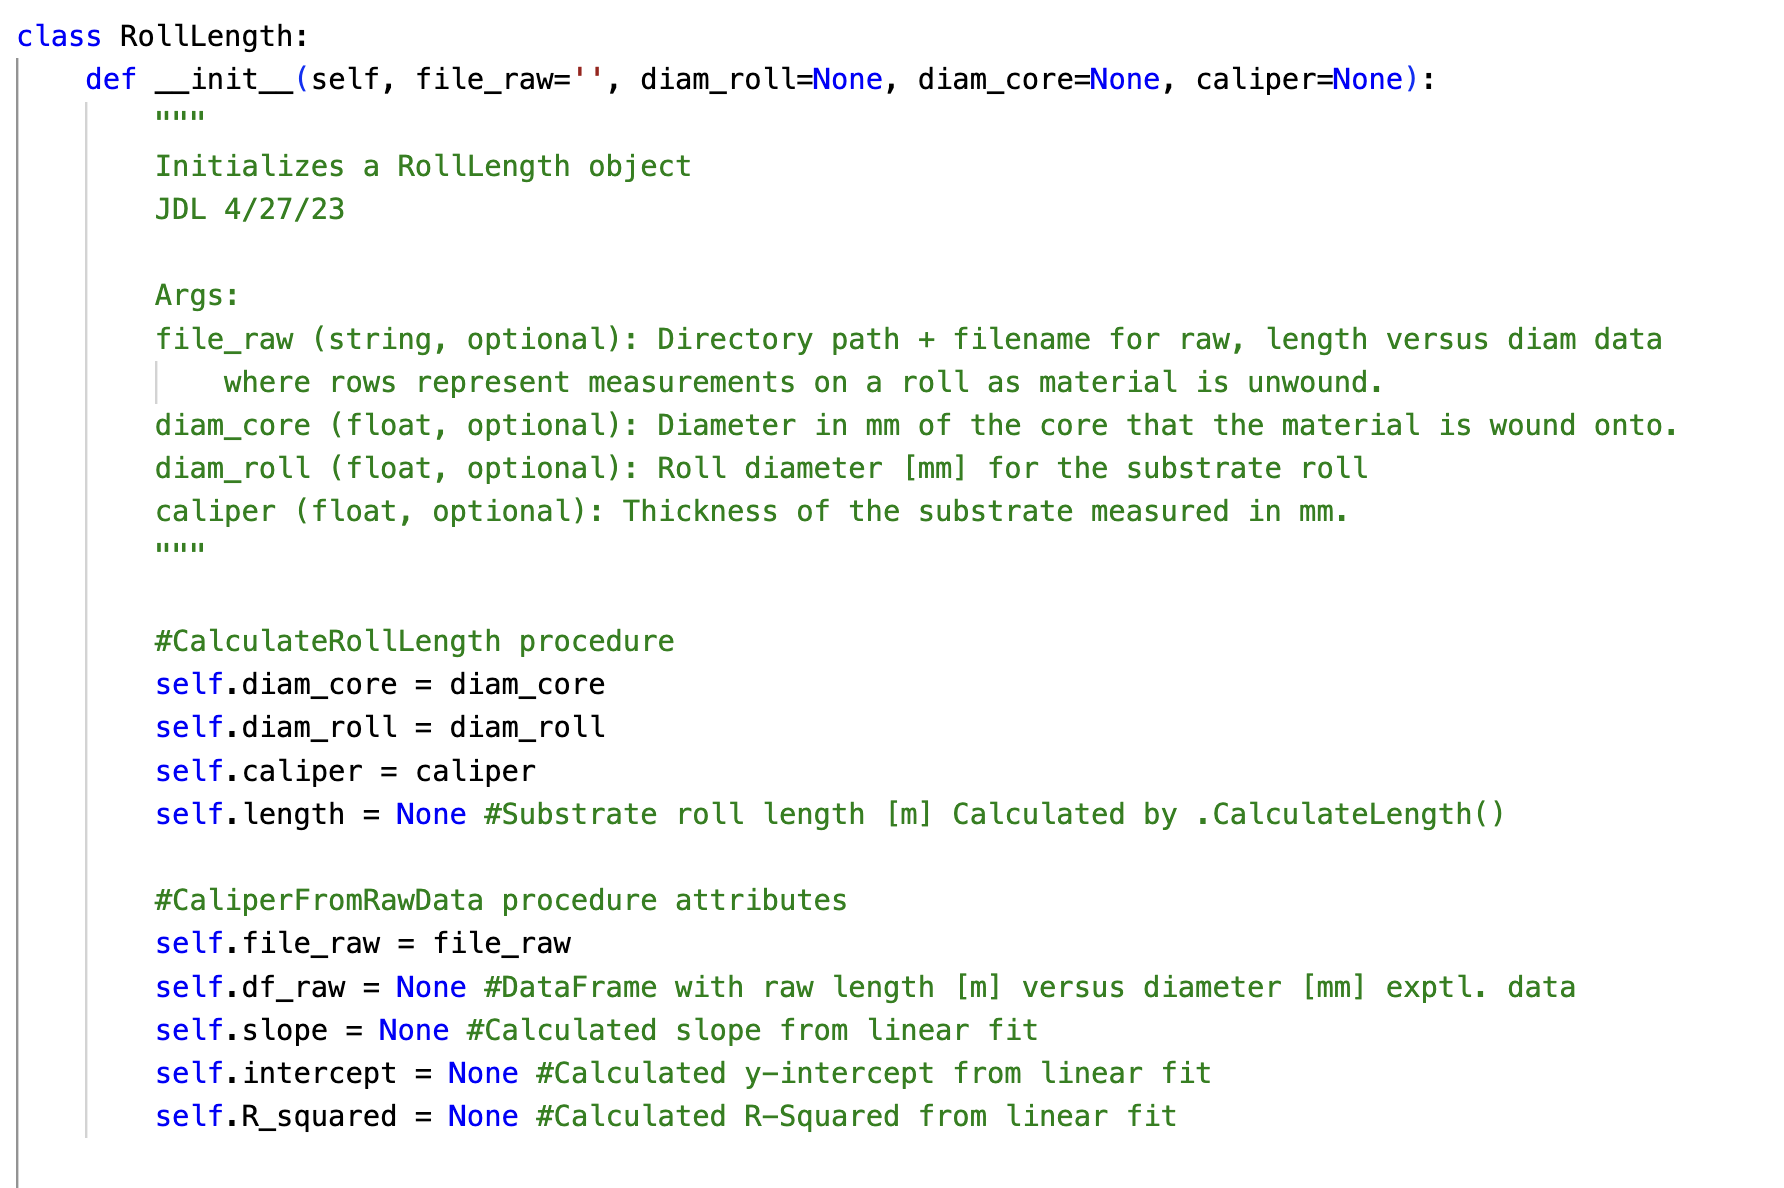 class RollLength:
def __init__(self, file_raw='', diam_roll=None, diam_core=None, caliper=None):
"""
Initializes a RollLength object
JDL 4/27/23
Args:
file_raw (string, optional): Directory path + filename for raw, length versus diam data
where rows represent measurements on a roll as material is unwound.
diam_core (float, optional): Diameter in mm of the core that the material is wound onto.
diam_roll (float, optional): Roll diameter [mm] for the substrate roll
caliper (float, optional): Thickness of the substrate measured in mm.
"""
#CalculateRollLength procedure
self.diam_core = diam_core
self.diam_roll = diam_roll
self.caliper = caliper
self.length = None #Substrate roll length [m] Calculated by .CalculateLength()
#CaliperFromRawData procedure attributes
self.file_raw = file_raw
self.df_raw = None #DataFrame with raw length [m] versus diameter [mm] exptl. data
self.slope = None #Calculated slope from linear fit
self.intercept = None #Calculated y-intercept from linear fit
self.R_squared = None #Calculated R-Squared from linear fit